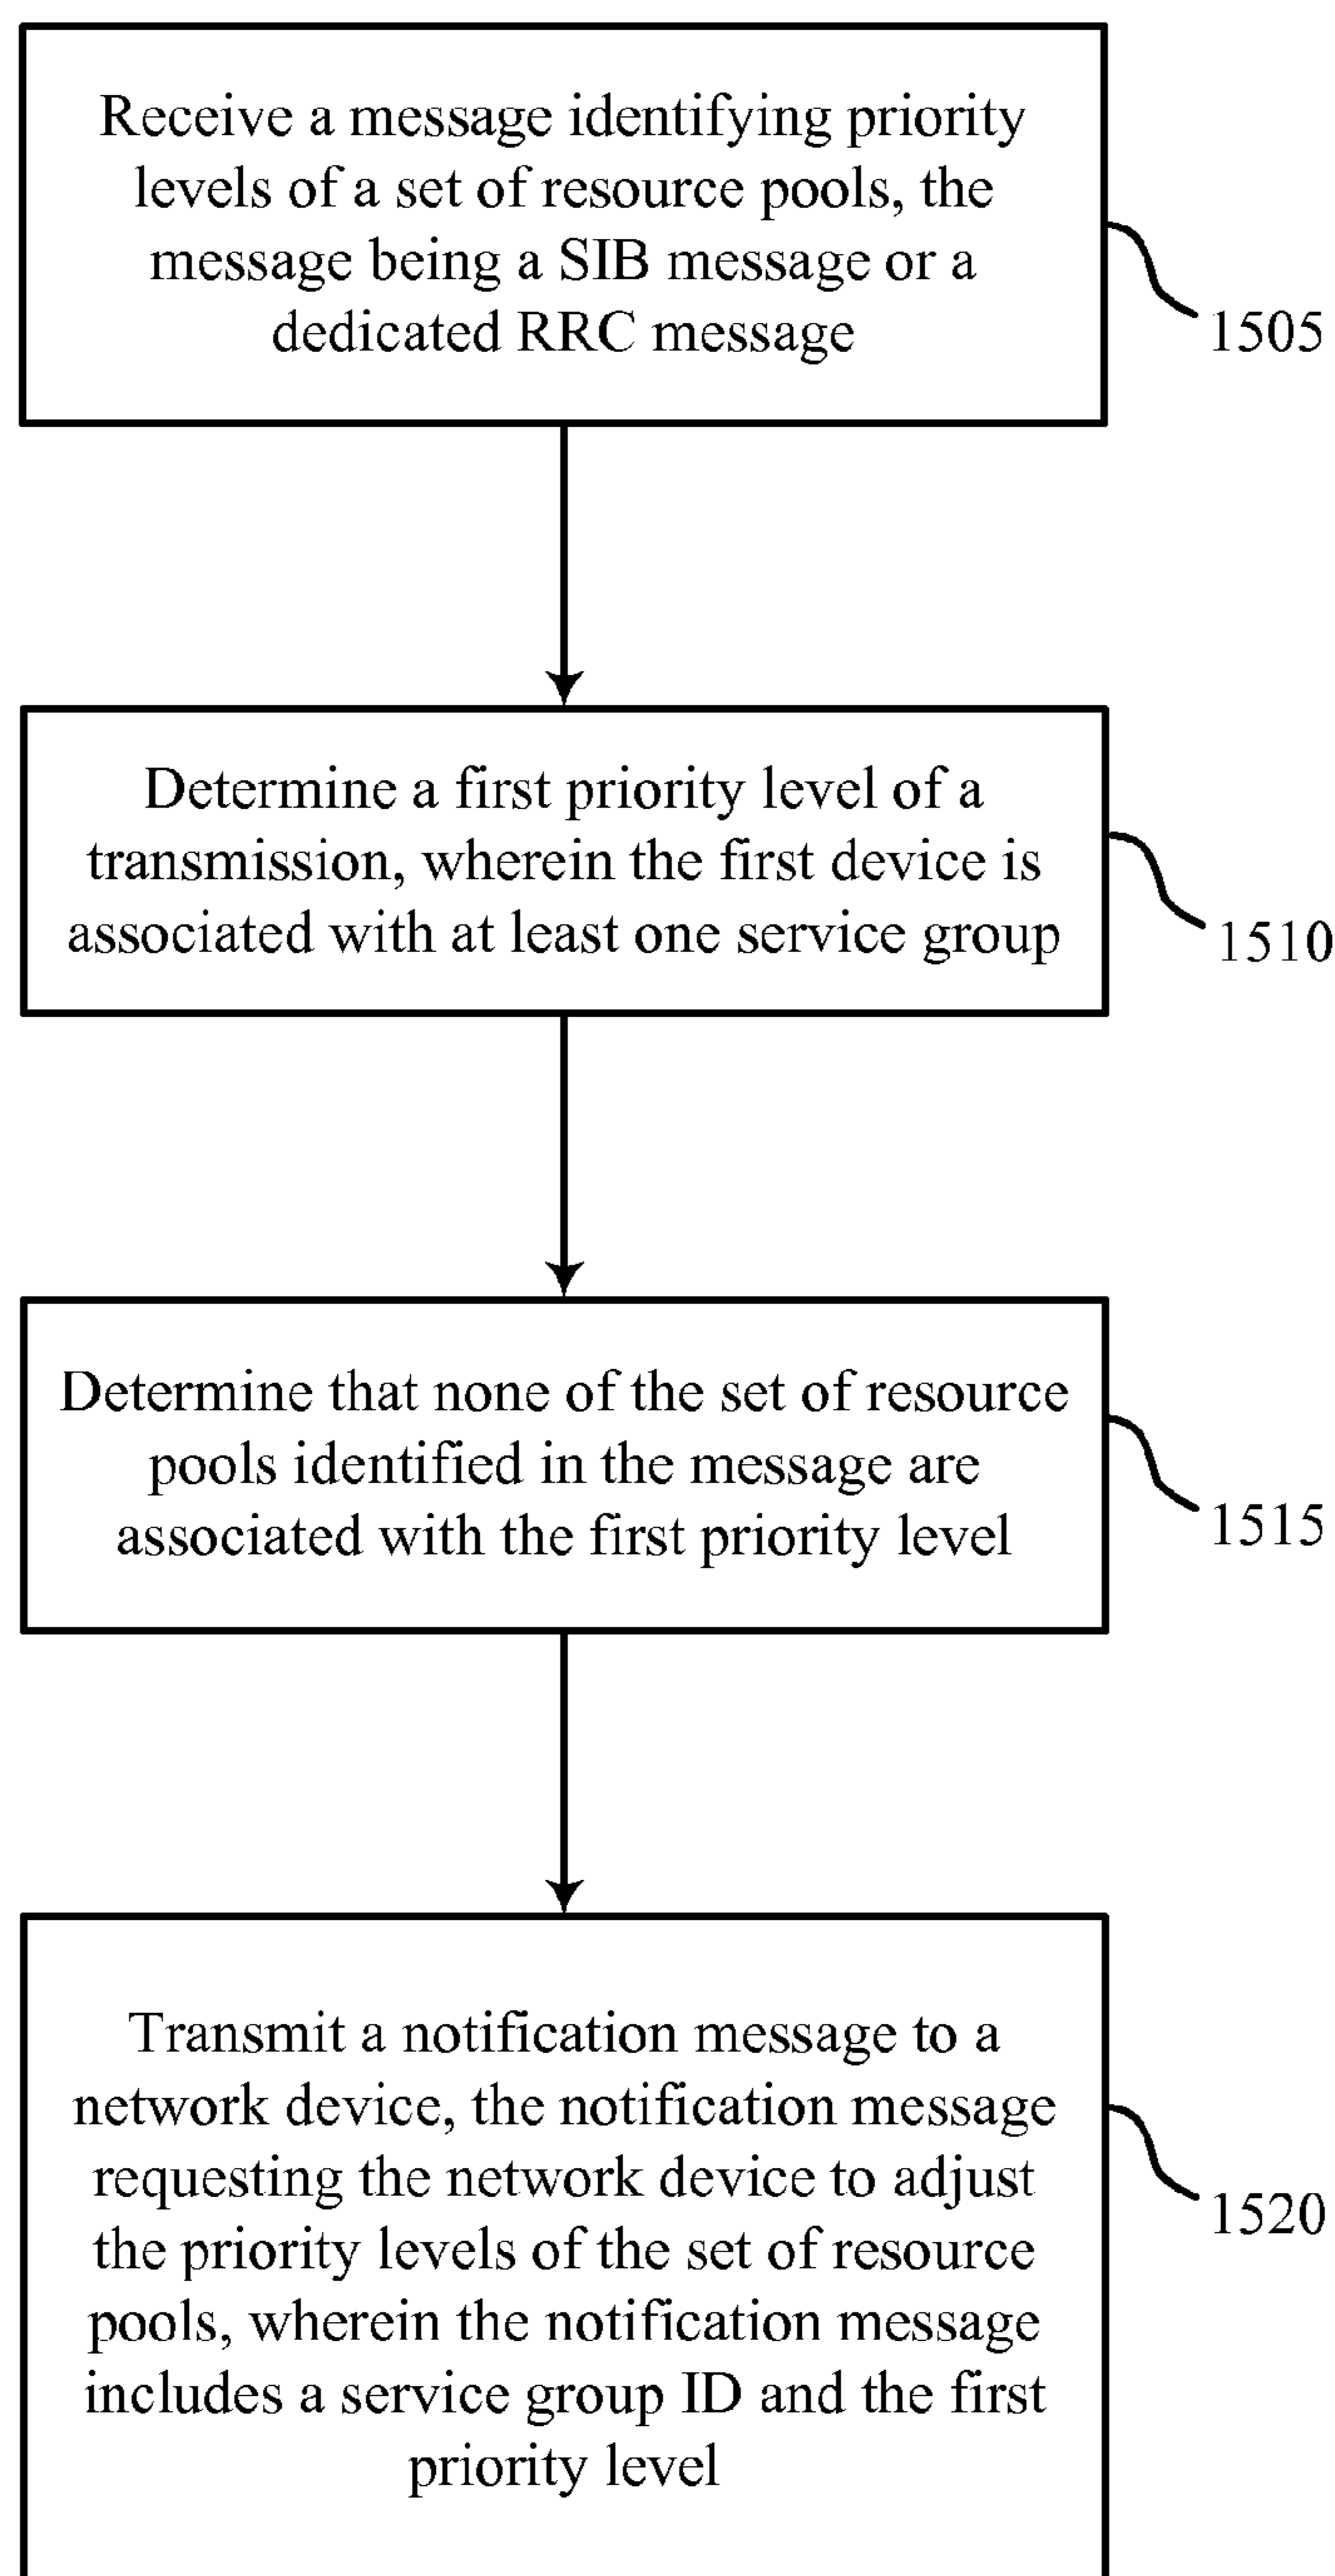 Receive a message identifying priority
levels of a set of resource pools, the
message being a SIB message or a
dedicated RRC message
1505
Determine a first priority level of a
transmission, wherein the first device is
associated with at least one service group
1510
Determine that none of the set of resource
pools identified in the message are
associated with the first priority level
1515
Transmit a notification message to a
network device, the notification message
requesting the network device to adjust
the priority levels of the set of resource
pools, wherein the notification message
includes a service group ID and the first
priority level
1520